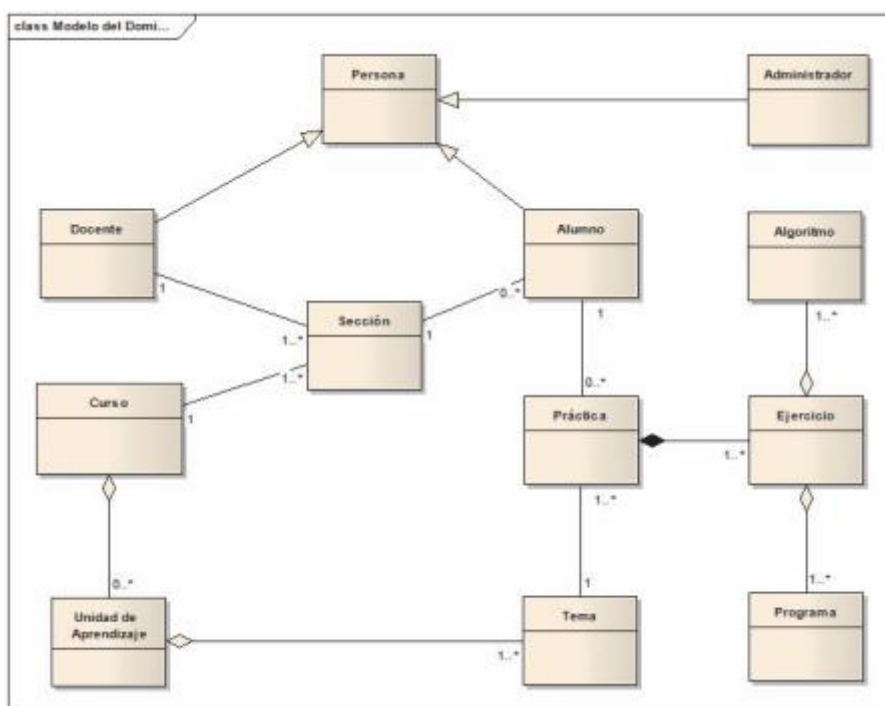 class Modelo del Domi...
Persona
Administrador
Docente
Alumno
Algoritmo
1
0..*
1
1..*
Sección
1..*
1
1..*
Curso
1
0..*
Práctica
Ejercicio
1..*
1..*
0..*
1
1..*
Unidad de
Aprendizaje
Tema
Programa
1..*